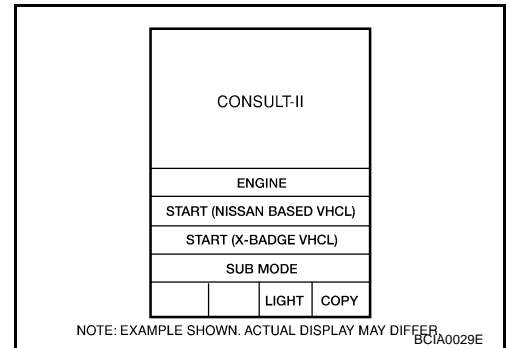 CONSULT-II
ENGINE
START (NISSAN BASED VHCL)
START (X-BADGE VHCL)
SUB MODE
LIGHT COPY
NOTE: EXAMPLE SHOWN. ACTUAL DISPLAY MAY DIFFER.
BCIA0029E